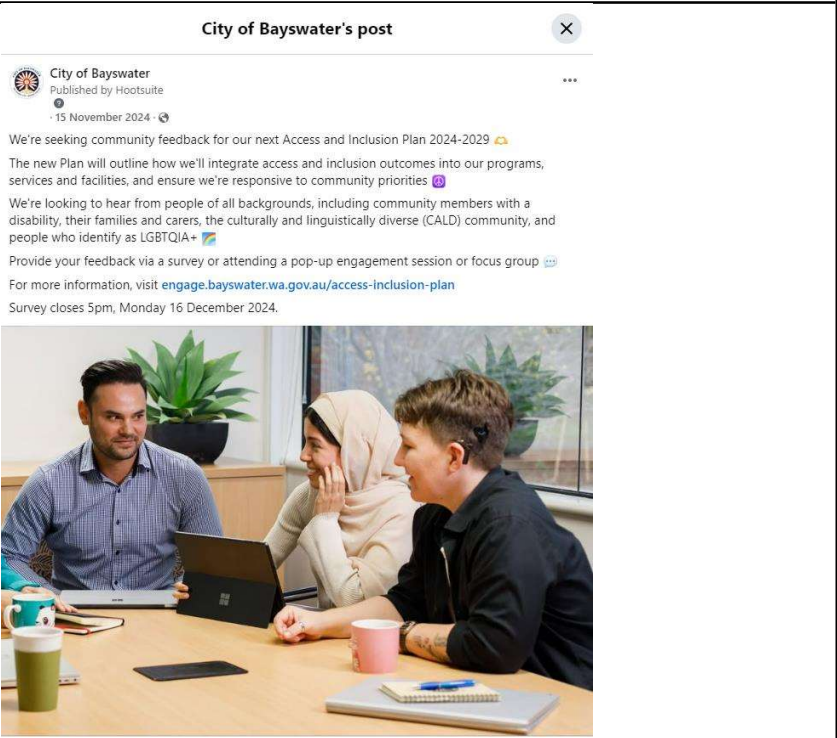 City of Bayswater's post
City of Bayswater
Published by Hootsuite
· 15 November 2024 ·
We're seeking community feedback for our next Access and Inclusion Plan 2024-2029 🫶
The new Plan will outline how we'll integrate access and inclusion outcomes into our programs,
services and facilities, and ensure we're responsive to community priorities ☮️
We're looking to hear from people of all backgrounds, including community members with a
disability, their families and carers, the culturally and linguistically diverse (CALD) community, and
people who identify as LGBTQIA+ 🌈
Provide your feedback via a survey or attending a pop-up engagement session or focus group 💬
For more information, visit engage.bayswater.wa.gov.au/access-inclusion-plan
Survey closes 5pm, Monday 16 December 2024.